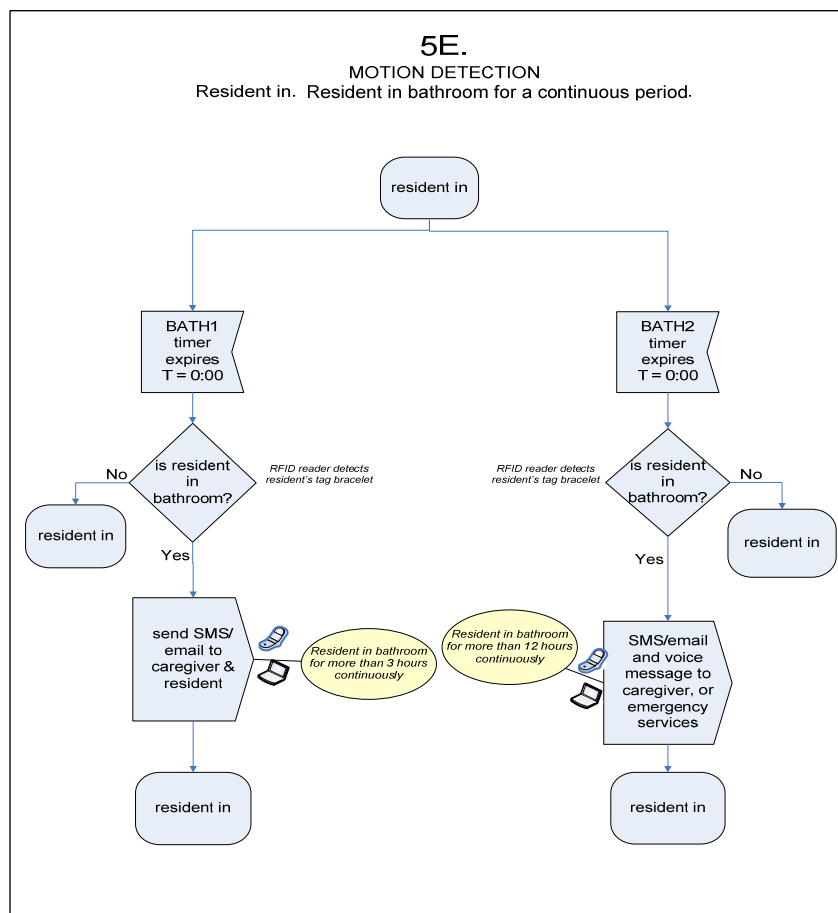 5E.
MOTION DETECTION
Resident in.  Resident in bathroom for a continuous period.
resident in
BATH1
timer
expires
T = 0:00
BATH2
timer
expires
T = 0:00
is resident
in
bathroom?
No
Yes
RFID reader detects
resident's tag bracelet
RFID reader detects
resident's tag bracelet
is resident
in
bathroom?
No
Yes
resident in
resident in
send SMS/
email to
caregiver &
resident
Resident in bathroom
for more than 3 hours
continuously
Resident in bathroom
for more than 12 hours
continuously
SMS/email
and voice
message to
caregiver, or
emergency
services
resident in
resident in